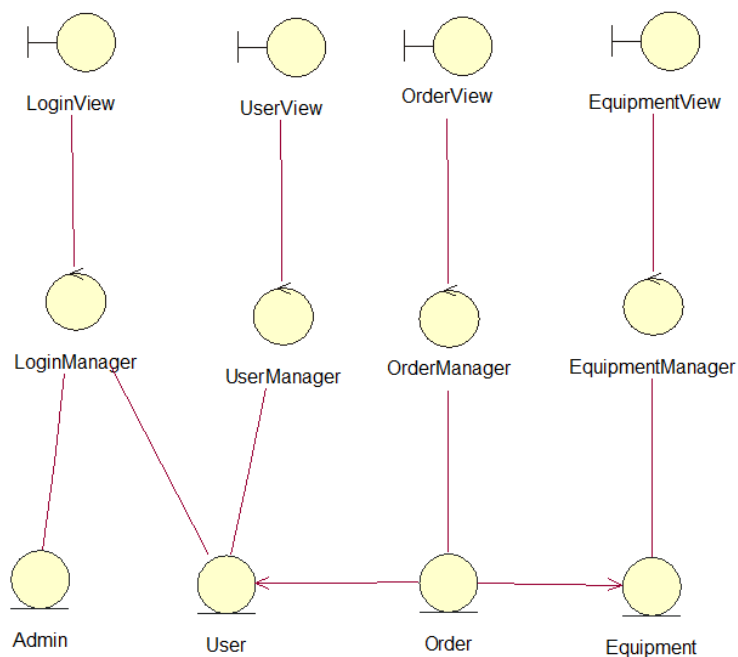 LoginView
UserView
OrderView
EquipmentView
LoginManager
UserManager
OrderManager
EquipmentManager
Admin
User
Order
Equipment